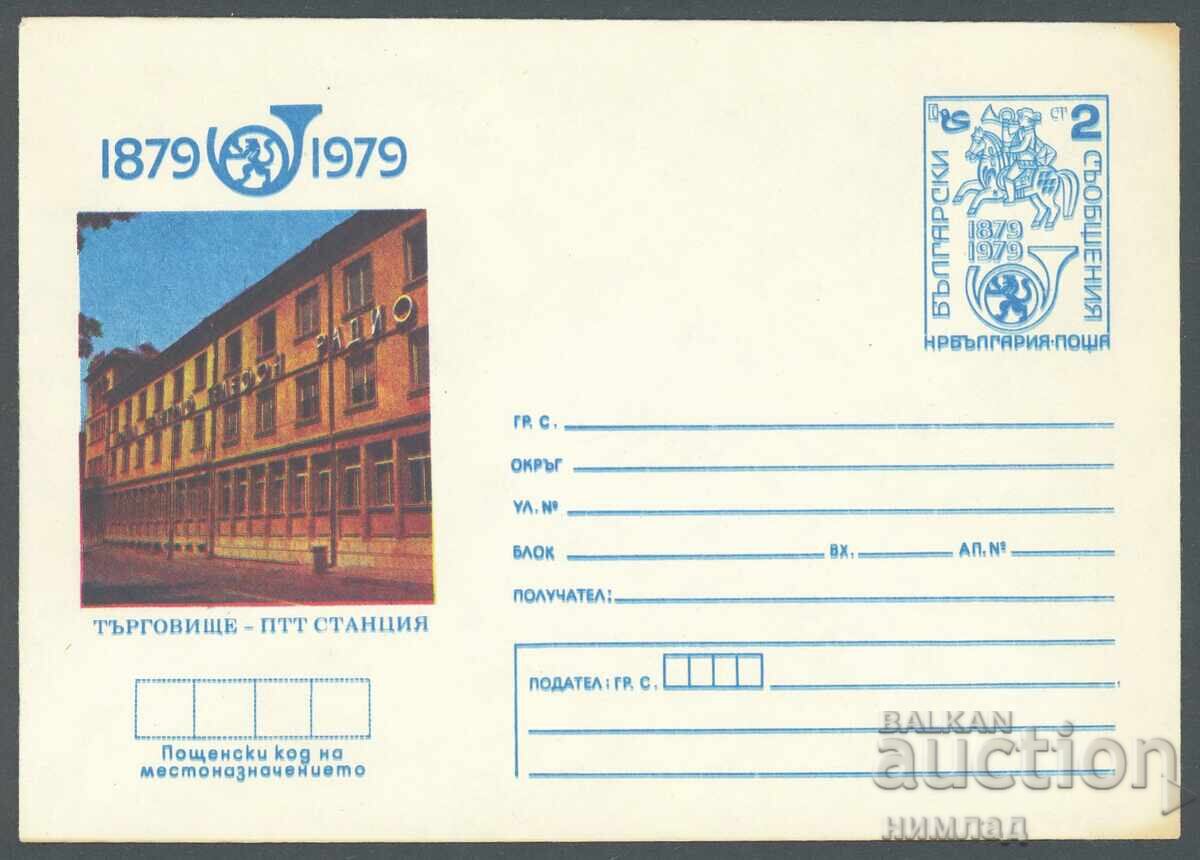 1879 1979
П СТ 2
БЪЛГАРСКИ
СЪОБЩЕНИЯ
1879
1979
НРБЪЛГАРИЯ·ПОЩА
РАДИО
ТЪРГОВИЩЕ – ПТТ СТАНЦИЯ
Пощенски код на
местоназначението
ГР. С.
ОКРЪГ
УЛ. №
БЛОК ВХ. АП. №
ПОЛУЧАТЕЛ:
ПОДАТЕЛ: ГР. С.
BALKAN
auction
нимлад